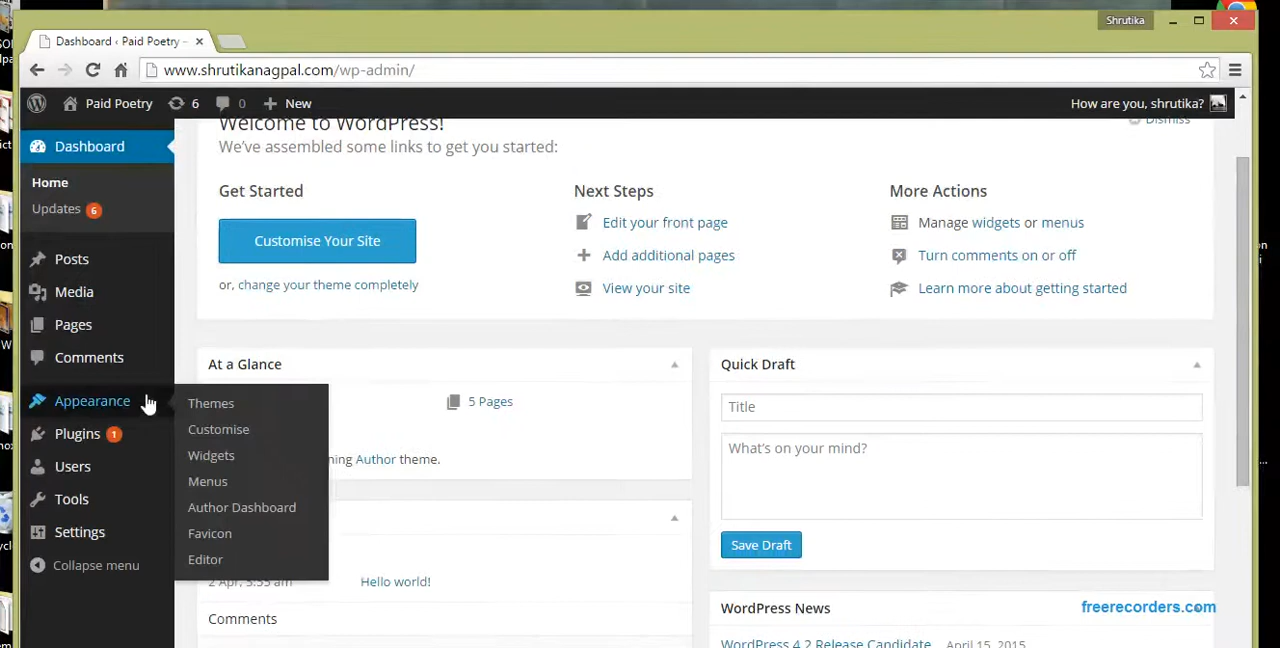 Shrutika
Dashboard ‹ Paid Poetry –
www.shrutikanagpal.com/wp-admin/
Paid Poetry 6 0 New
How are you, shrutika?
Dashboard
Home
Updates 6
Posts
Media
Pages
Comments
Appearance
Plugins 1
Users
Tools
Settings
Collapse menu
Themes
Customise
Widgets
Menus
Author Dashboard
Favicon
Editor
Welcome to WordPress!
Dismiss
We've assembled some links to get you started:
Get Started
Customise Your Site
or, change your theme completely
Next Steps
Edit your front page
Add additional pages
View your site
More Actions
Manage widgets or menus
Turn comments on or off
Learn more about getting started
At a Glance
5 Pages
Author theme.
2 Apr, 5:55 am Hello world!
Comments
Quick Draft
Title
What's on your mind?
Save Draft
WordPress News
WordPress 4.2 Release Candidate April 15, 2015
freerecorders.com